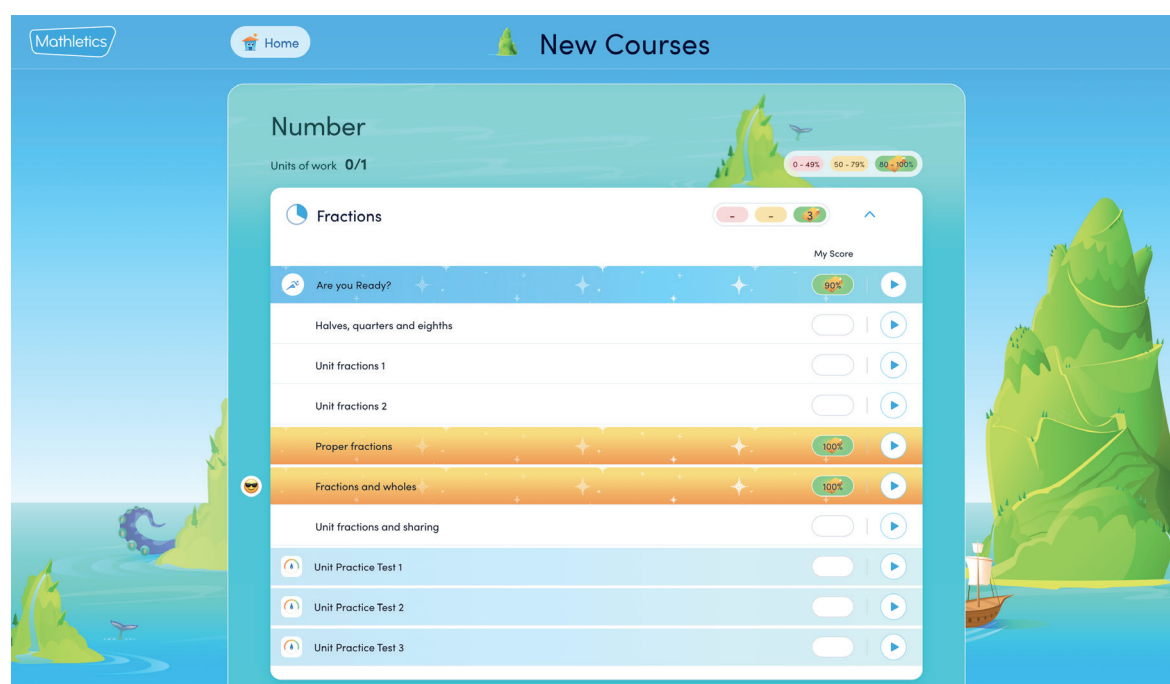 Mathletics
Home
New Courses
Number
Units of work 0/1
0 - 49% 50 - 79% 80 - 100%
Fractions
- - 3
My Score
Are you Ready? 90%
Halves, quarters and eighths
Unit fractions 1
Unit fractions 2
Proper fractions 100%
Fractions and wholes 100%
Unit fractions and sharing
Unit Practice Test 1
Unit Practice Test 2
Unit Practice Test 3